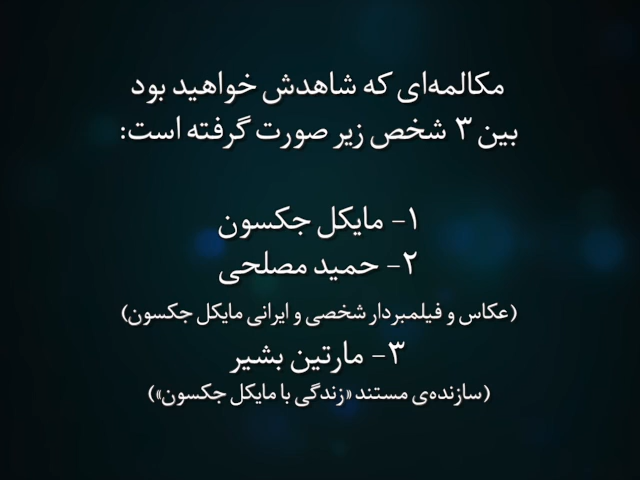 مکالمه‌ای که شاهدش خواهید بود
بین ۳ شخص زیر صورت گرفته است:
۱- مایکل جکسون
۲- حمید مصلحی
(عکاس و فیلمبردار شخصی و ایرانی مایکل جکسون)
۳- مارتین بشیر
(سازنده‌ی مستند «زندگی با مایکل جکسون»)